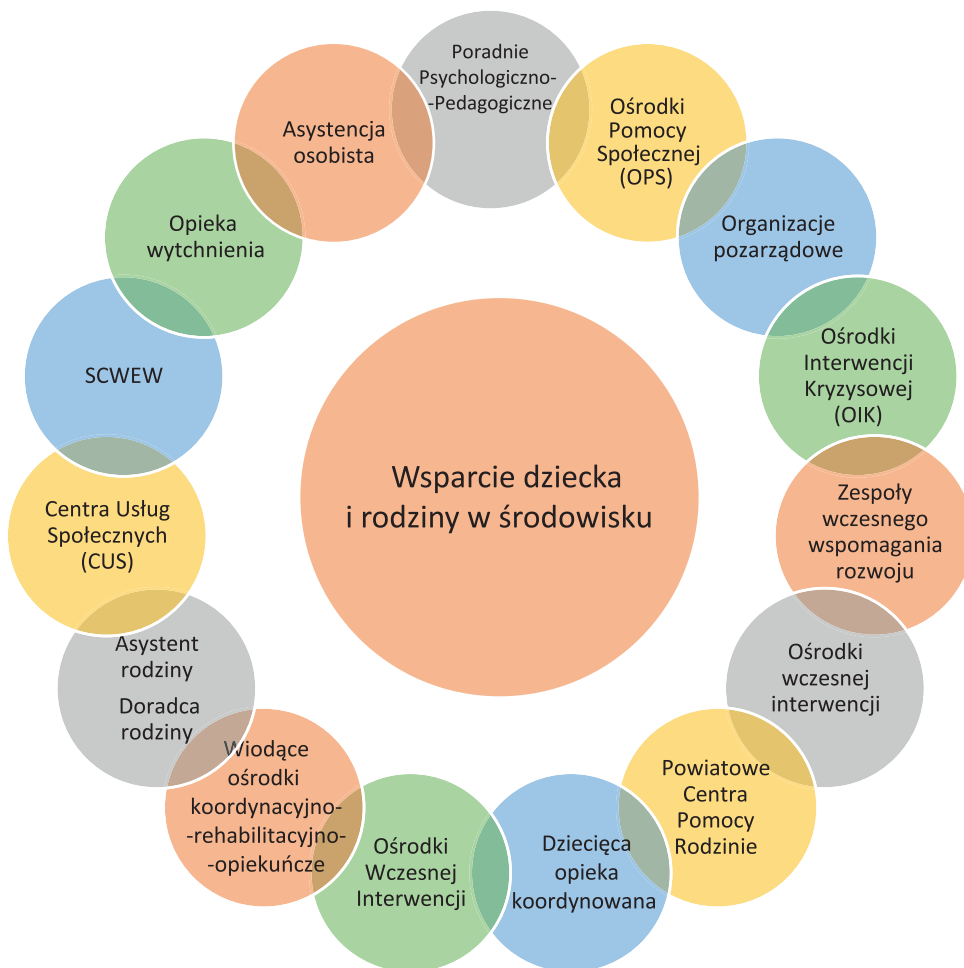 Poradnie
Psychologiczno-
-Pedagogiczne
Ośrodki
Pomocy
Społecznej
(OPS)
Organizacje
pozarządowe
Ośrodki
Interwencji
Kryzysowej
(OIK)
Zespoły
wczesnego
wspomagania
rozwoju
Ośrodki
wczesnej
interwencji
Powiatowe
Centra
Pomocy
Rodzinie
Dziecięca
opieka
koordynowana
Ośrodki
Wczesnej
Interwencji
Wiodące
ośrodki
koordynacyjno-
-rehabilitacyjno-
-opiekuńcze
Asystent
rodziny
Doradca
rodziny
Centra Usług
Społecznych
(CUS)
SCWEW
Opieka
wytchnienia
Asystencja
osobista
Wsparcie dziecka
i rodziny w środowisku